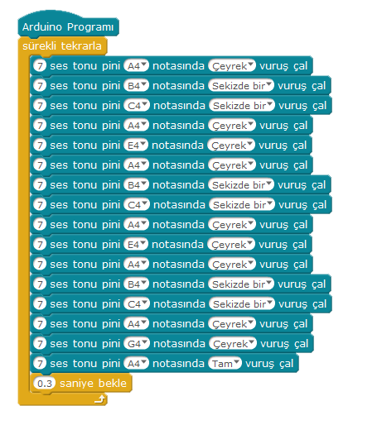 Arduino Programı
sürekli tekrarla
7 ses tonu pini A4 notasında Çeyrek vuruş çal
7 ses tonu pini B4 notasında Sekizde bir vuruş çal
7 ses tonu pini C4 notasında Sekizde bir vuruş çal
7 ses tonu pini A4 notasında Çeyrek vuruş çal
7 ses tonu pini E4 notasında Çeyrek vuruş çal
7 ses tonu pini A4 notasında Çeyrek vuruş çal
7 ses tonu pini B4 notasında Sekizde bir vuruş çal
7 ses tonu pini C4 notasında Sekizde bir vuruş çal
7 ses tonu pini A4 notasında Çeyrek vuruş çal
7 ses tonu pini E4 notasında Çeyrek vuruş çal
7 ses tonu pini A4 notasında Çeyrek vuruş çal
7 ses tonu pini B4 notasında Sekizde bir vuruş çal
7 ses tonu pini C4 notasında Sekizde bir vuruş çal
7 ses tonu pini A4 notasında Çeyrek vuruş çal
7 ses tonu pini G4 notasında Çeyrek vuruş çal
7 ses tonu pini A4 notasında Tam vuruş çal
0.3 saniye bekle